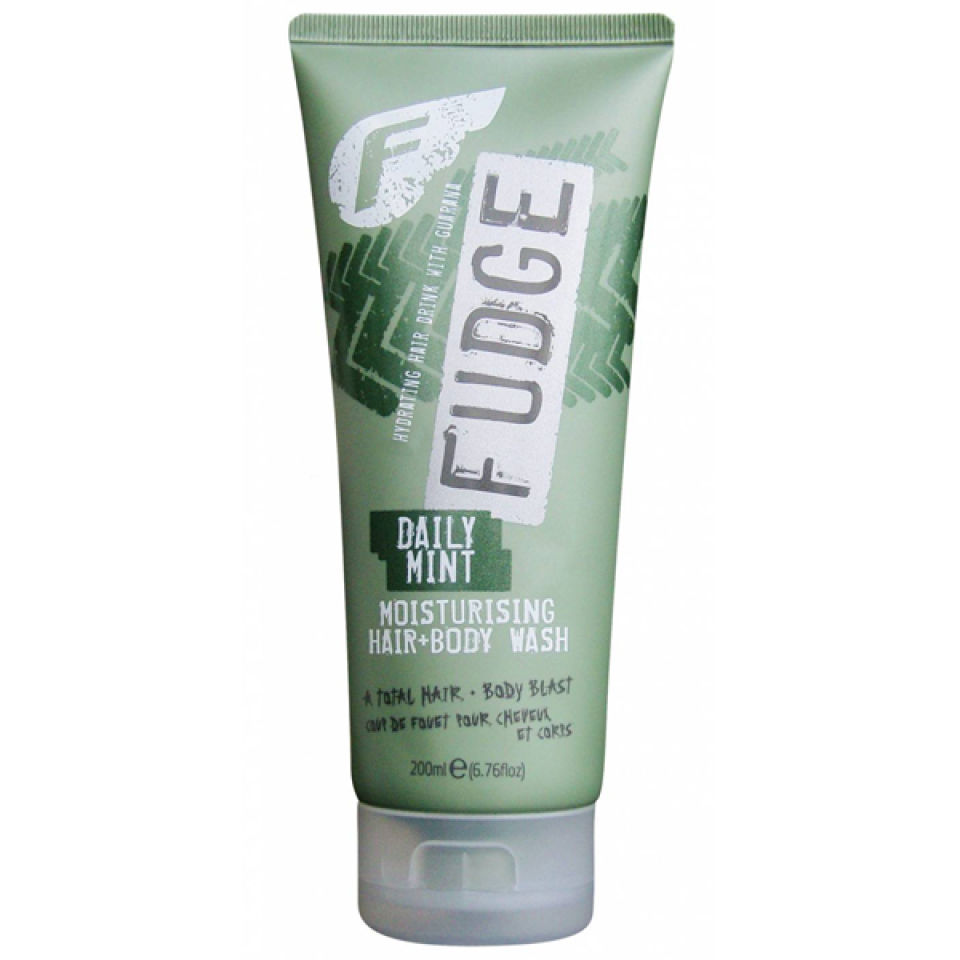 F
HYDRATING HAIR DRINK WITH GUARANA
FUDGE
DAILY
MINT
MOISTURISING
HAIR+BODY WASH
A TOTAL HAIR + BODY BLAST
COUP DE FOUET POUR CHEVEUX
ET CORPS
200ml e (6.76floz)